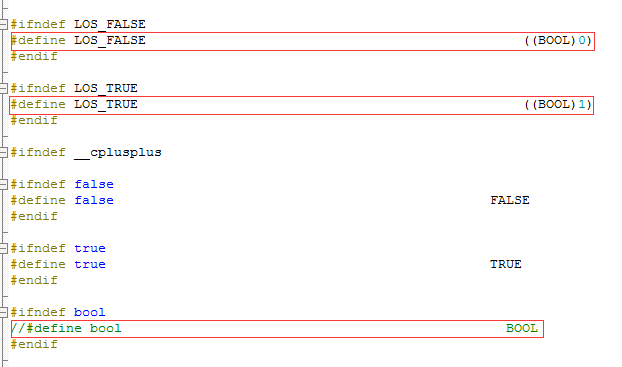 #ifndef LOS_FALSE
#define LOS_FALSE ((BOOL)0)
#endif
#ifndef LOS_TRUE
#define LOS_TRUE ((BOOL)1)
#endif
#ifndef __cplusplus
#ifndef false
#define false FALSE
#endif
#ifndef true
#define true TRUE
#endif
#ifndef bool
//#define bool BOOL
#endif